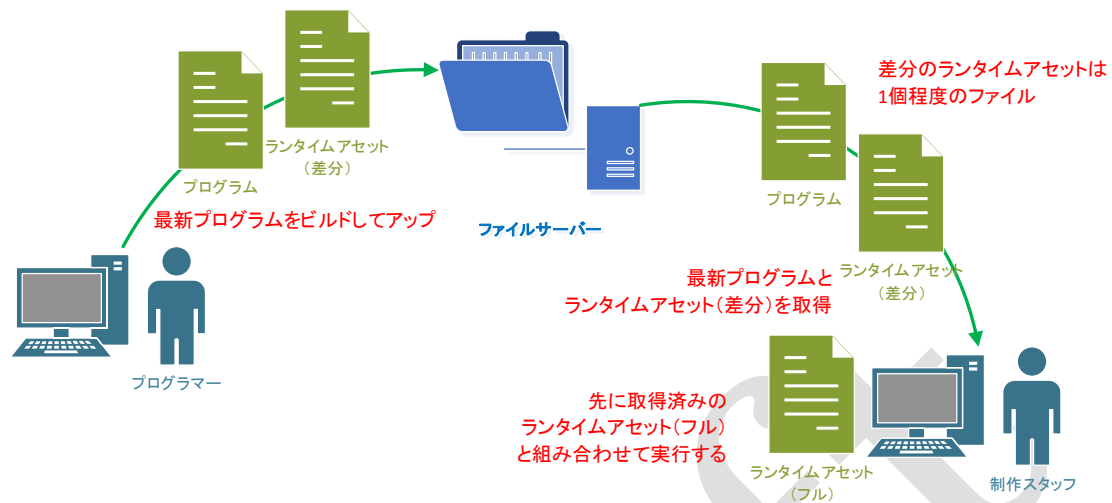 ランタイムアセット
(差分)
プログラム
最新プログラムをビルドしてアップ
プログラマー
ファイルサーバー
差分のランタイムアセットは
1個程度のファイル
プログラム
ランタイムアセット
(差分)
最新プログラムと
ランタイムアセット(差分)を取得
先に取得済みの
ランタイムアセット(フル)
と組み合わせて実行する
ランタイムアセット
(フル)
制作スタッフ